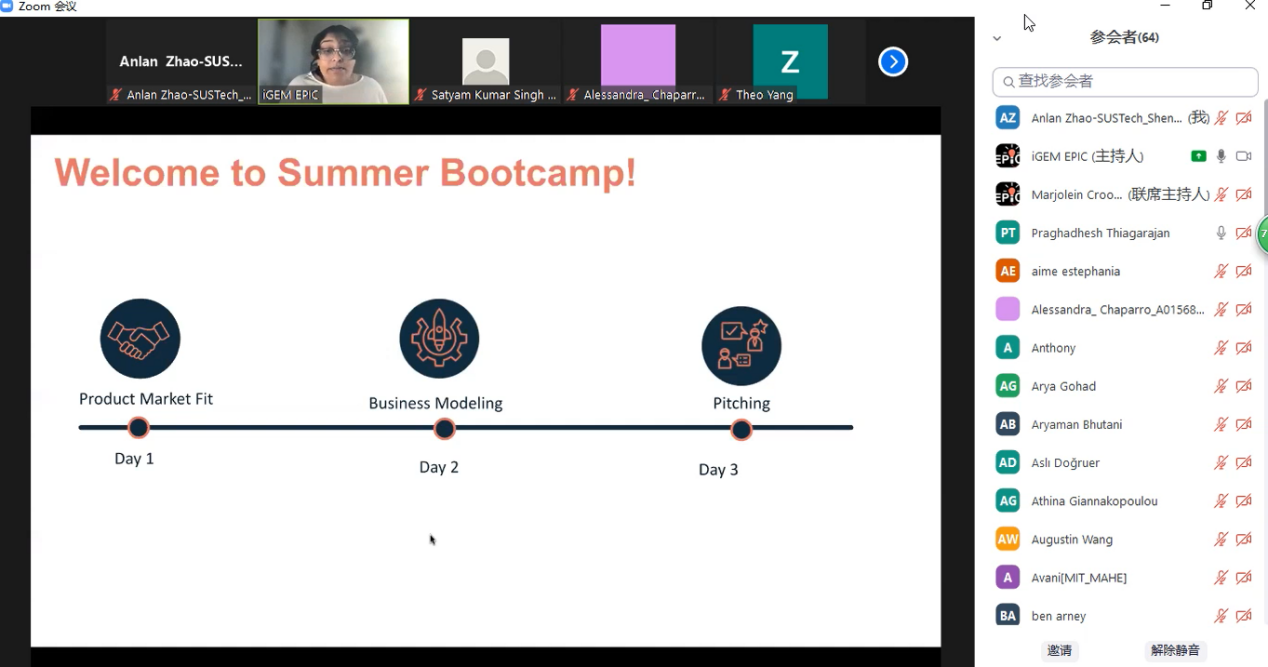 Zoom 会议
Anlan Zhao-SUS...
Anlan Zhao-SUSTech_...
iGEM EPIC
Satyam Kumar Singh ...
Alessandra_ Chaparr...
Z
Theo Yang
Welcome to Summer Bootcamp!
Product Market Fit
Business Modeling
Pitching
Day 1
Day 2
Day 3
参会者(64)
查找参会者
AZ Anlan Zhao-SUSTech_Shen... (我)
EPIC iGEM EPIC (主持人)
EPIC Marjolein Croo... (联席主持人)
PT Praghadhesh Thiagarajan
AE aime estephania
Alessandra_ Chaparro_A01568...
A Anthony
AG Arya Gohad
AB Aryaman Bhutani
AD Aslı Doğruer
AG Athina Giannakopoulou
AW Augustin Wang
A Avani[MIT_MAHE]
BA ben arney
邀请
解除静音